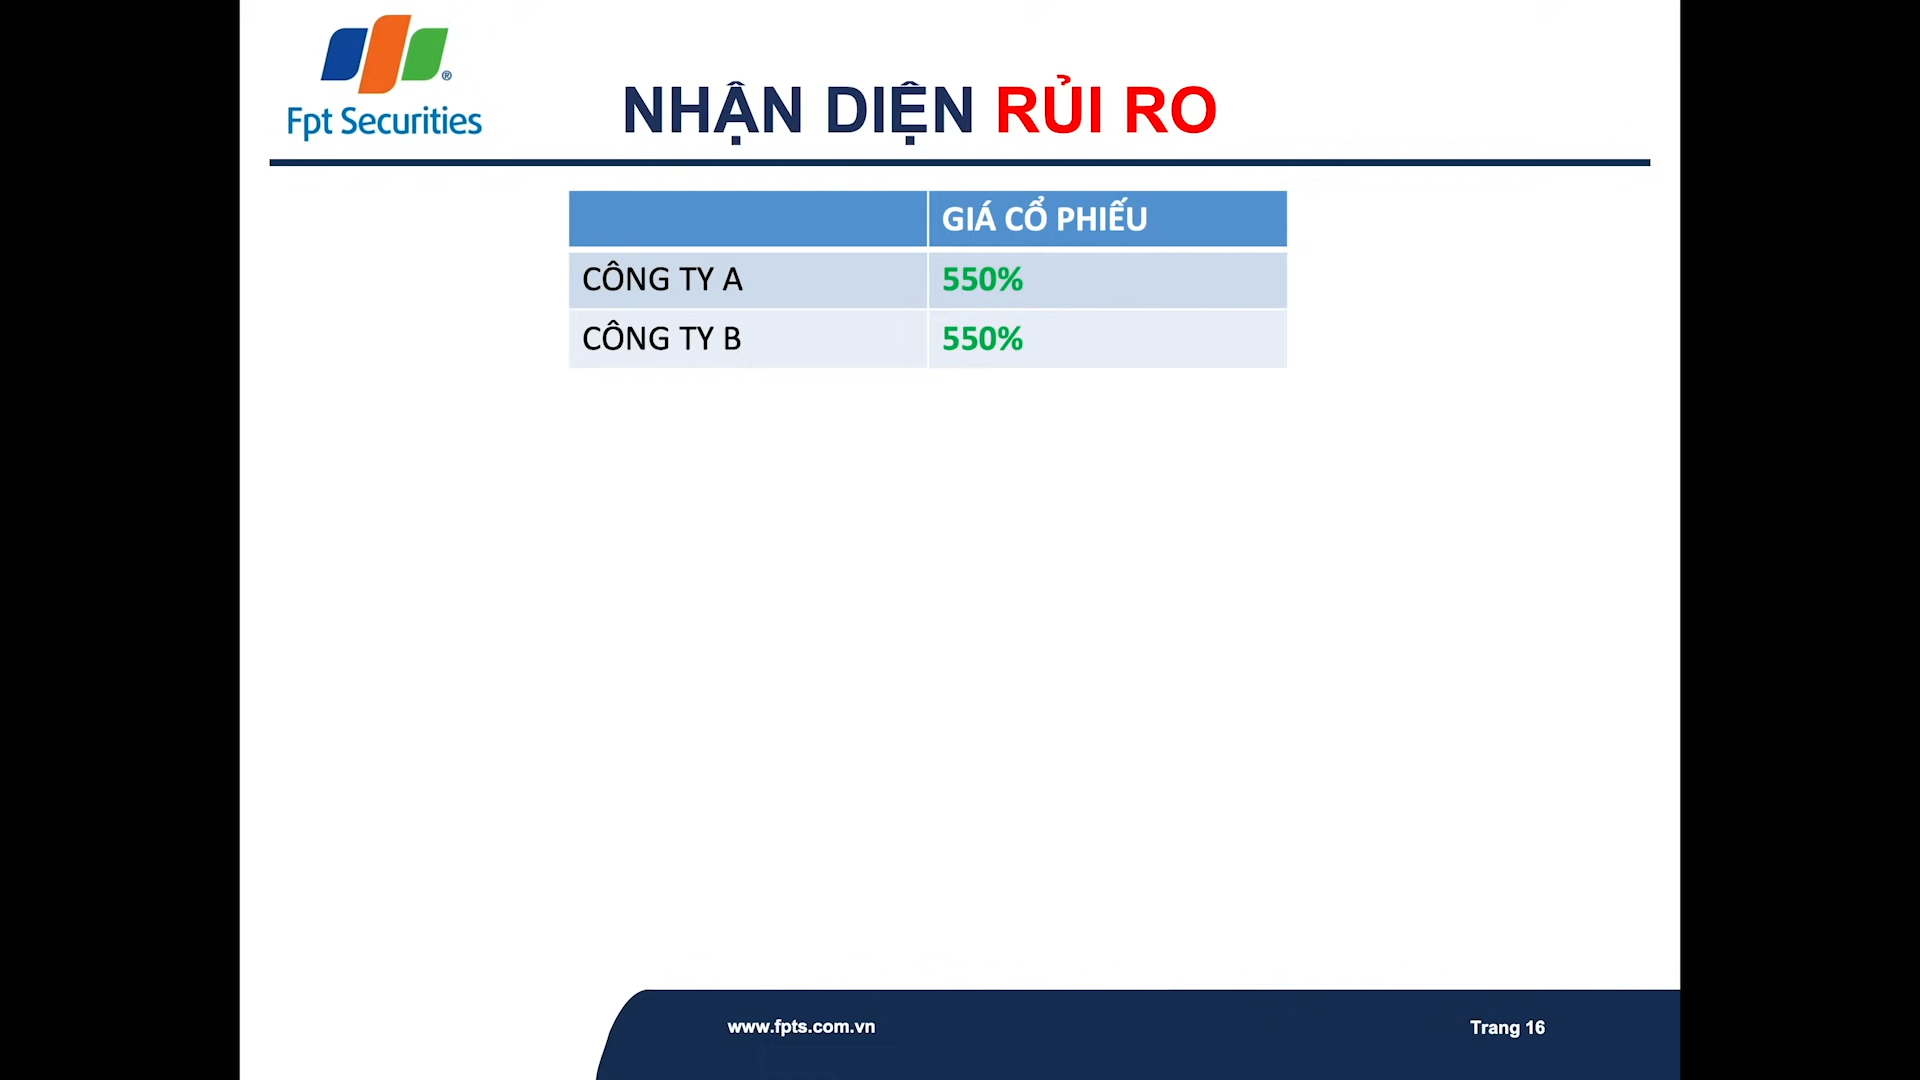 Fpt Securities
®
NHẬN DIỆN RỦI RO
GIÁ CỔ PHIẾU
CÔNG TY A 550%
CÔNG TY B 550%
www.fpts.com.vn
Trang 16